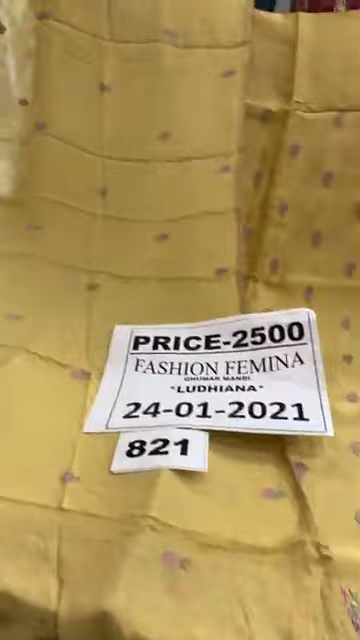 PRICE-2500
FASHION FEMINA
GHUMAR MANDI
"LUDHIANA"
24-01-2021
821